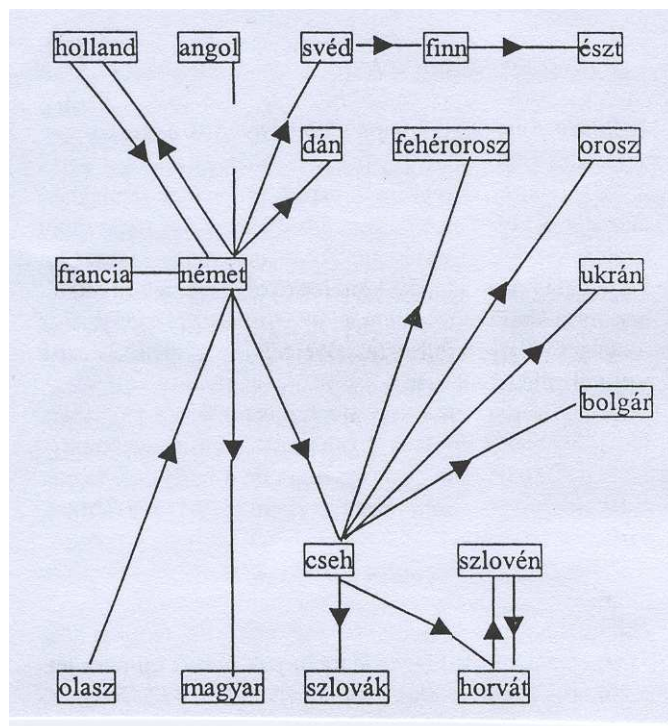 holland angol svéd finn észt
dán fehérorosz orosz
francia német ukrán
bolgár
cseh szlovén
olasz magyar szlovák horvát